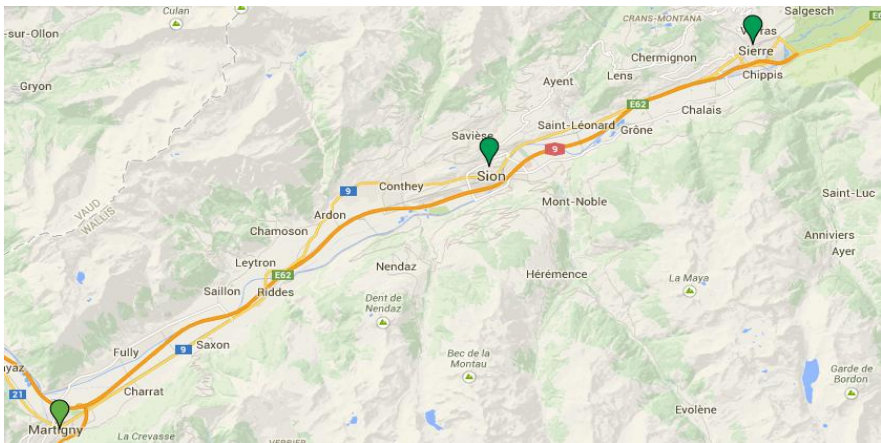 Culan
-sur-Ollon
Gryon
CRANS-MONTANA
Salgesch
E6
Sierre
Chermignon
Chippis
Lens
Ayent
Chalais
E62
Saint-Léonard
Grône
Savièse
9
Sion
Conthey
9
Mont-Noble
Saint-Luc
VAUD
WALLIS
Ardon
Chamoson
Anniviers
Ayer
Leytron
E62
Nendaz
Hérémence
La Maya
Saillon
Riddes
Dent de
Nendaz
Saxon
9
Fully
Bec de la
Montau
Garde de
Bordon
yaz
21
Charrat
Evolène
Martigny
La Crevasse